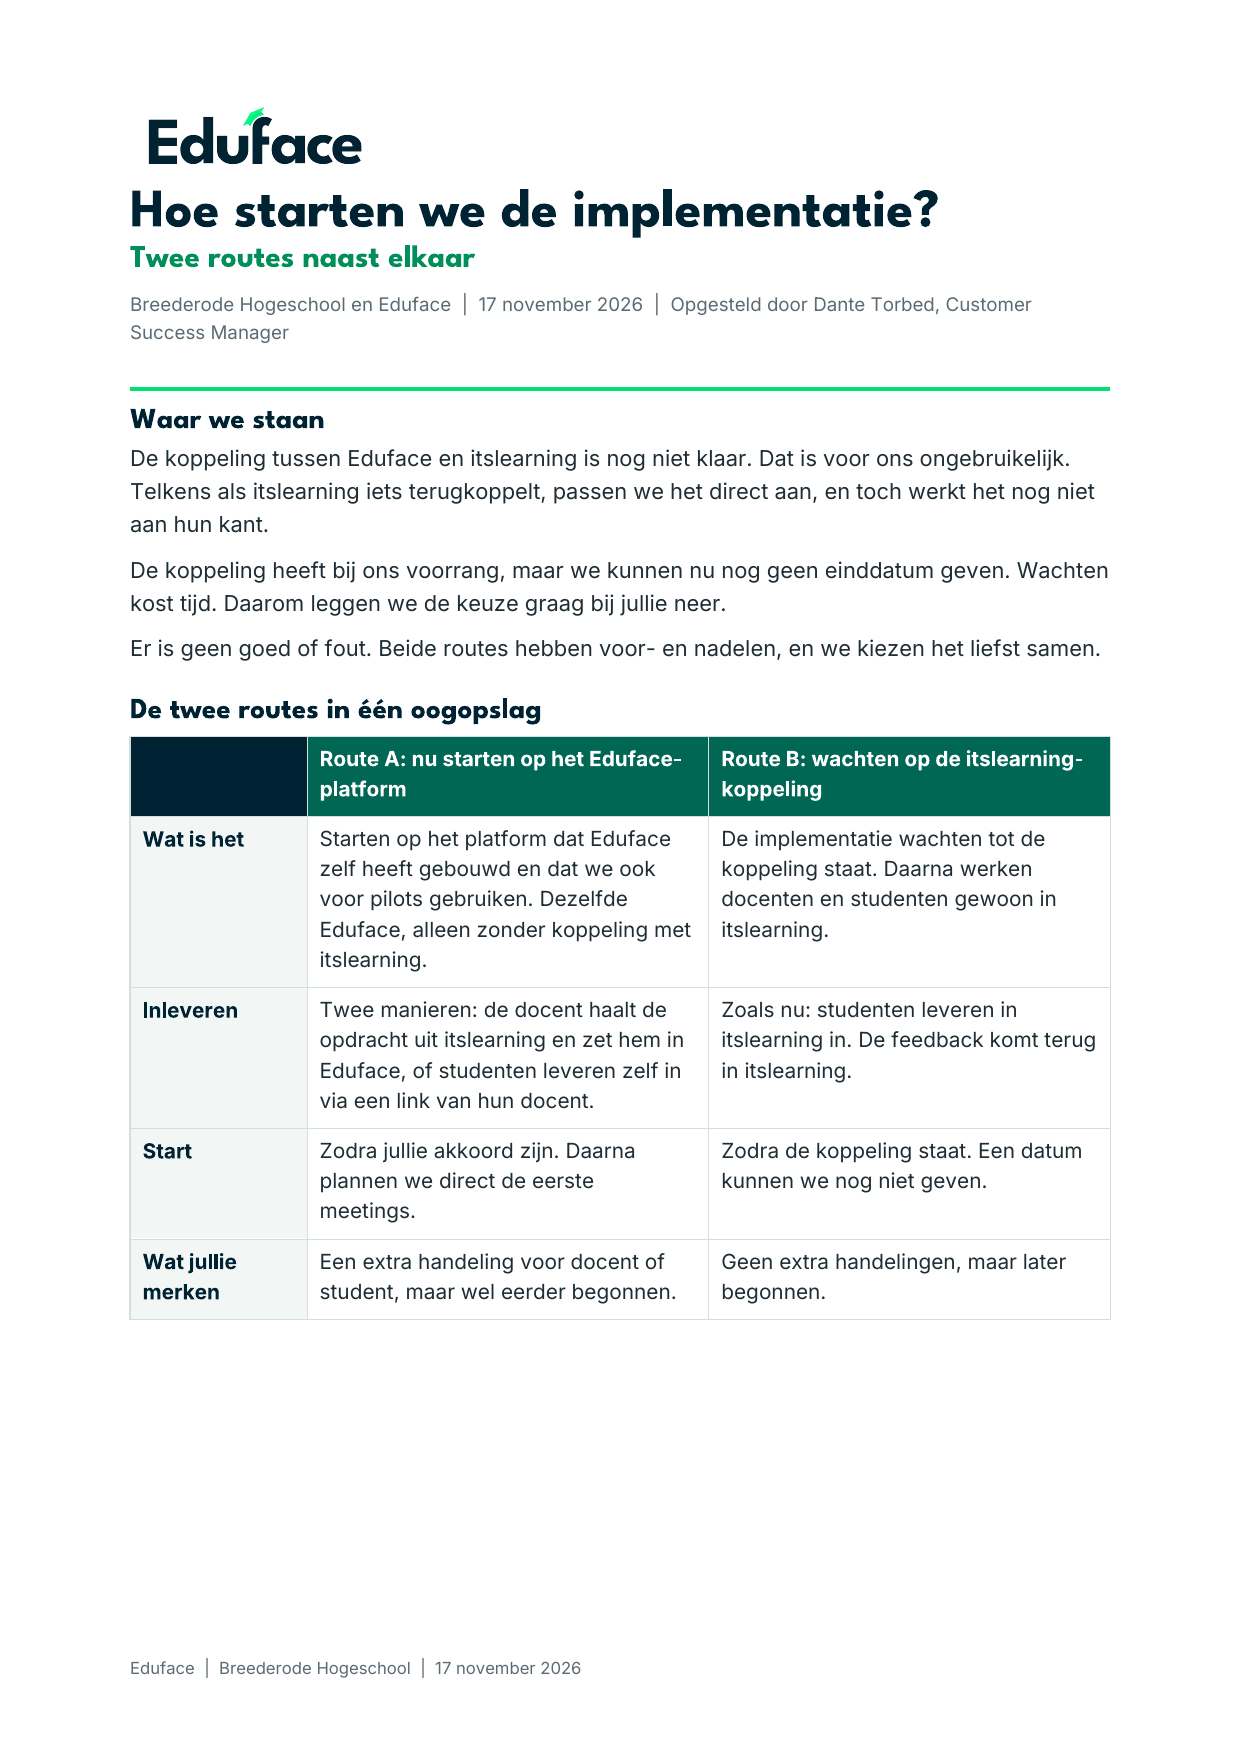 Eduface
Hoe starten we de implementatie?
Twee routes naast elkaar
Breederode Hogeschool en Eduface | 17 november 2026 | Opgesteld door Dante Torbed, Customer
Success Manager
Waar we staan
De koppeling tussen Eduface en itslearning is nog niet klaar. Dat is voor ons ongebruikelijk.
Telkens als itslearning iets terugkoppelt, passen we het direct aan, en toch werkt het nog niet
aan hun kant.
De koppeling heeft bij ons voorrang, maar we kunnen nu nog geen einddatum geven. Wachten
kost tijd. Daarom leggen we de keuze graag bij jullie neer.
Er is geen goed of fout. Beide routes hebben voor- en nadelen, en we kiezen het liefst samen.
De twee routes in één oogopslag
Route A: nu starten op het Eduface-
platform
Route B: wachten op de itslearning-
koppeling
Wat is het
Starten op het platform dat Eduface
zelf heeft gebouwd en dat we ook
voor pilots gebruiken. Dezelfde
Eduface, alleen zonder koppeling met
itslearning.
De implementatie wachten tot de
koppeling staat. Daarna werken
docenten en studenten gewoon in
itslearning.
Inleveren
Twee manieren: de docent haalt de
opdracht uit itslearning en zet hem in
Eduface, of studenten leveren zelf in
via een link van hun docent.
Zoals nu: studenten leveren in
itslearning in. De feedback komt terug
in itslearning.
Start
Zodra jullie akkoord zijn. Daarna
plannen we direct de eerste
meetings.
Zodra de koppeling staat. Een datum
kunnen we nog niet geven.
Wat jullie
merken
Een extra handeling voor docent of
student, maar wel eerder begonnen.
Geen extra handelingen, maar later
begonnen.
Eduface | Breederode Hogeschool | 17 november 2026